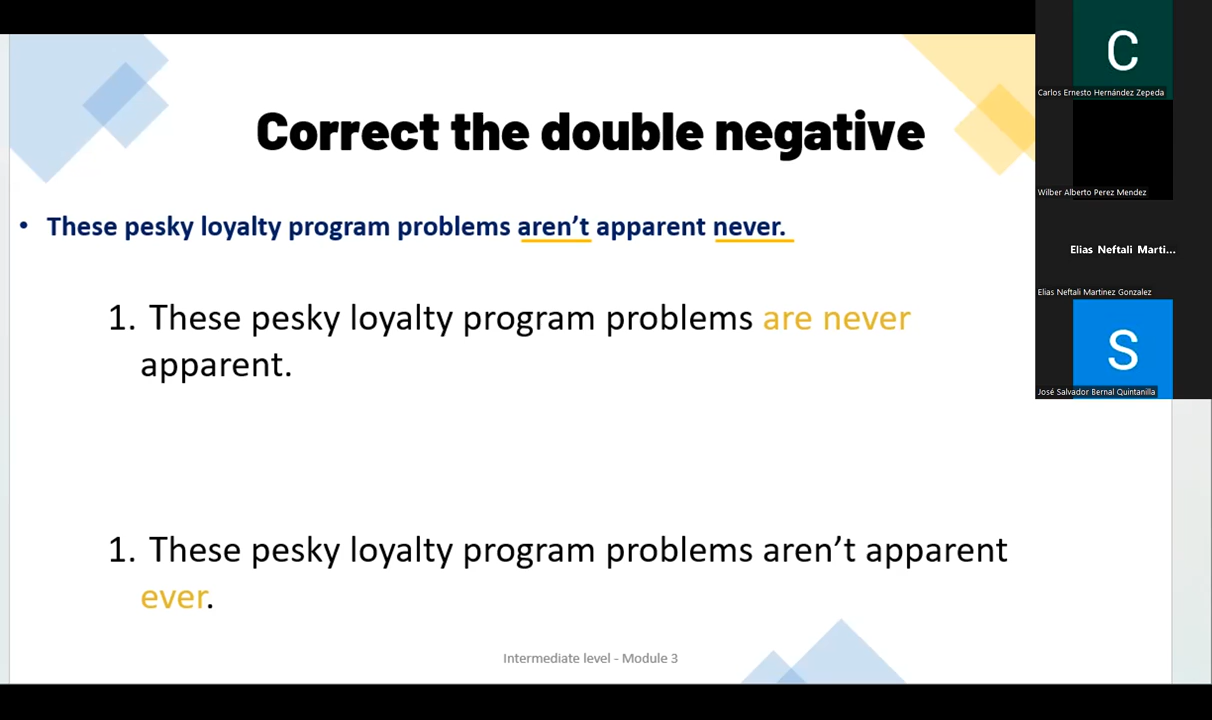 Correct the double negative
• These pesky loyalty program problems aren’t apparent never.
1. These pesky loyalty program problems are never
apparent.
1. These pesky loyalty program problems aren’t apparent
ever.
Intermediate level - Module 3
C
Carlos Ernesto Hernández Zepeda
Wilber Alberto Perez Mendez
Elias Neftali Marti...
Elias Neftali Martinez Gonzalez
S
José Salvador Bernal Quintanilla